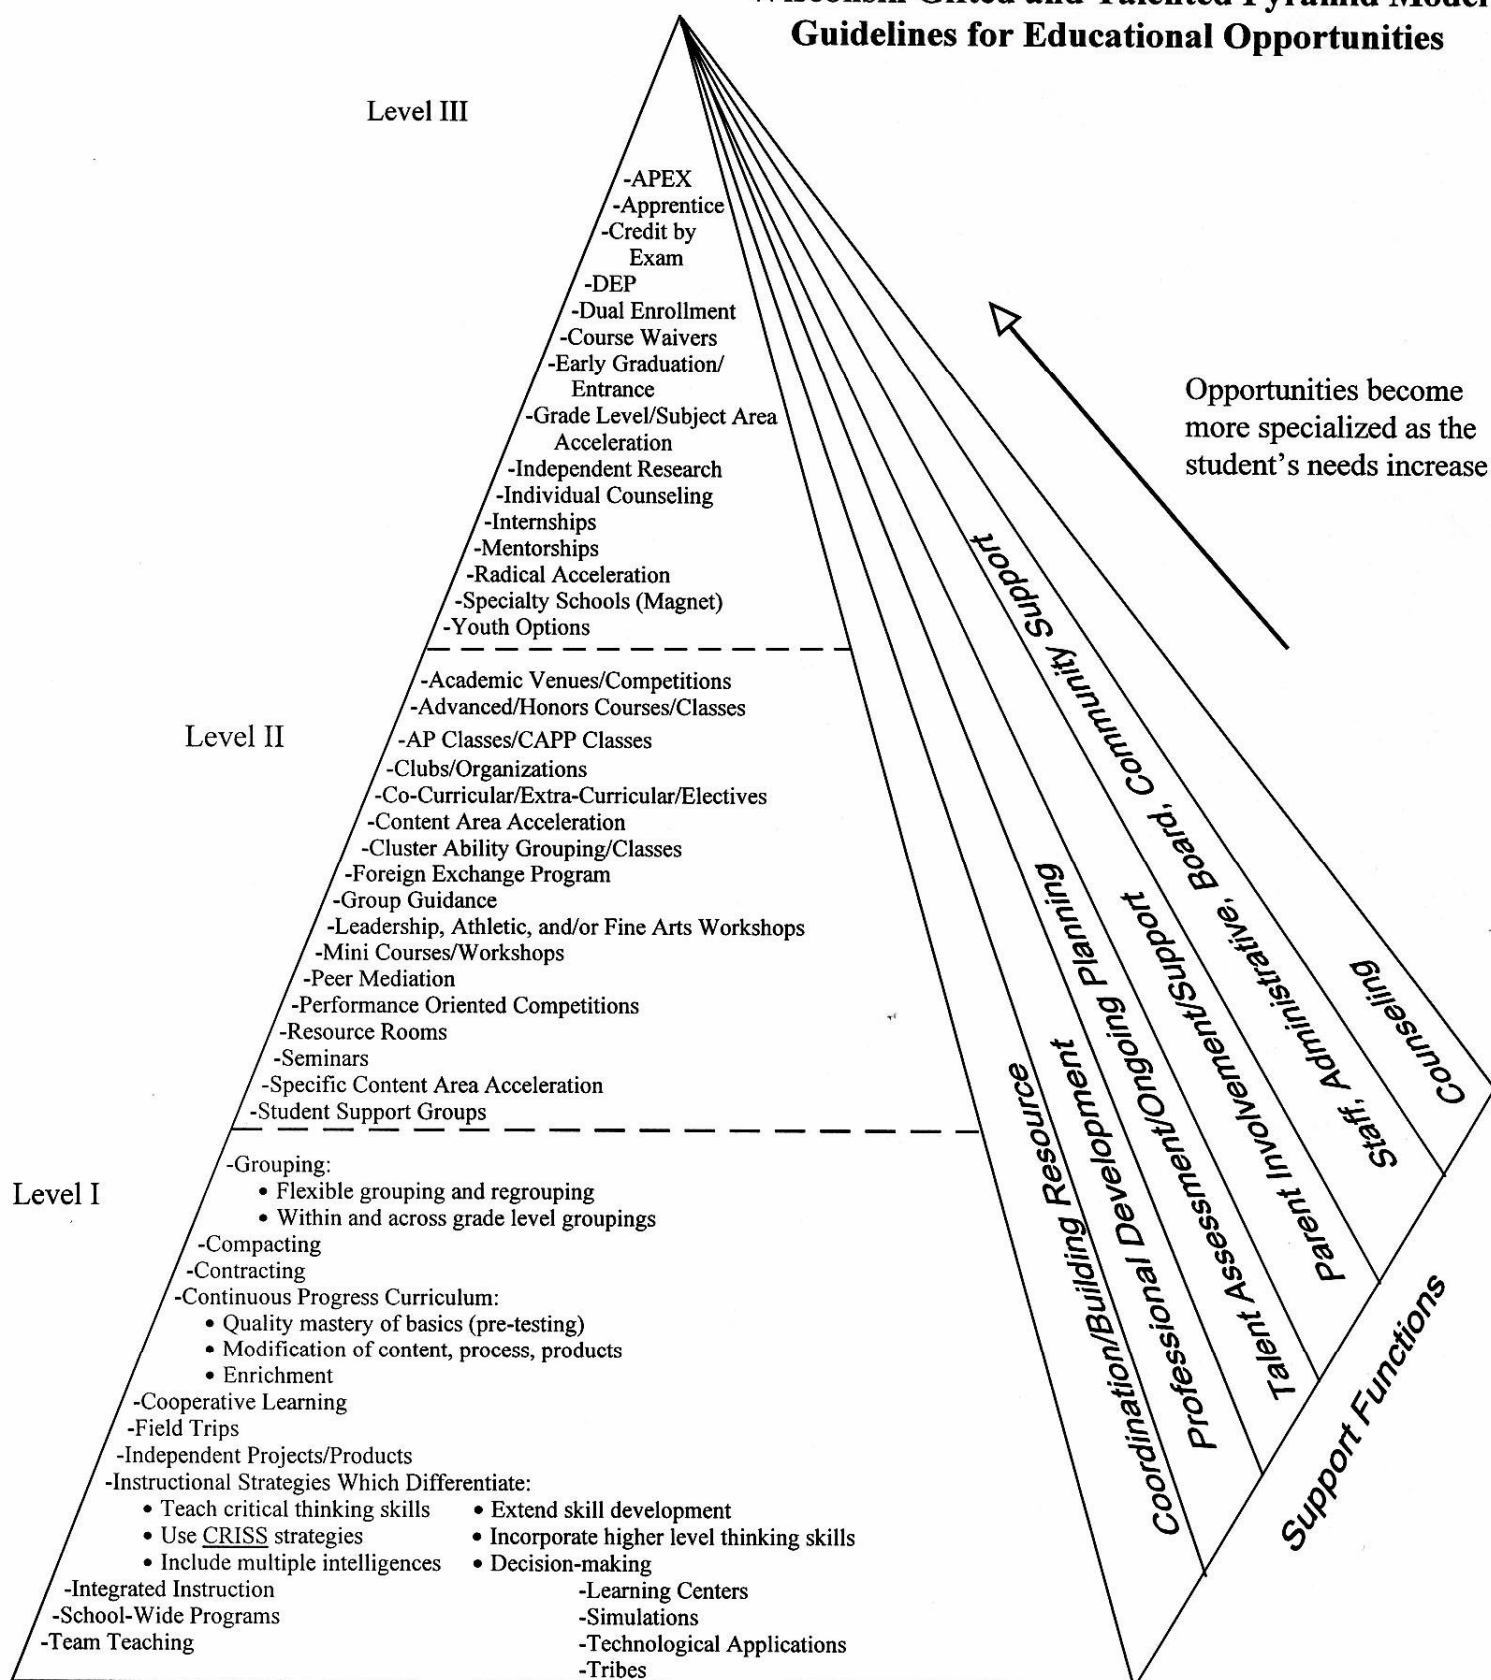 Wisconsin Gifted and Talented Pyramid Model
Guidelines for Educational Opportunities
Level III
-APEX
-Apprentice
-Credit by
Exam
-DEP
-Dual Enrollment
-Course Waivers
-Early Graduation/
Entrance
-Grade Level/Subject Area
Acceleration
-Independent Research
-Individual Counseling
-Internships
-Mentorships
-Radical Acceleration
-Specialty Schools (Magnet)
-Youth Options
Opportunities become
more specialized as the
student's needs increase
Level II
-Academic Venues/Competitions
-Advanced/Honors Courses/Classes
-AP Classes/CAPP Classes
-Clubs/Organizations
-Co-Curricular/Extra-Curricular/Electives
-Content Area Acceleration
-Cluster Ability Grouping/Classes
-Foreign Exchange Program
-Group Guidance
-Leadership, Athletic, and/or Fine Arts Workshops
-Mini Courses/Workshops
-Peer Mediation
-Performance Oriented Competitions
-Resource Rooms
-Seminars
-Specific Content Area Acceleration
-Student Support Groups
Level I
-Grouping:
• Flexible grouping and regrouping
• Within and across grade level groupings
-Compacting
-Contracting
-Continuous Progress Curriculum:
• Quality mastery of basics (pre-testing)
• Modification of content, process, products
• Enrichment
-Cooperative Learning
-Field Trips
-Independent Projects/Products
-Instructional Strategies Which Differentiate:
• Teach critical thinking skills • Extend skill development
• Use CRISS strategies • Incorporate higher level thinking skills
• Include multiple intelligences • Decision-making
-Integrated Instruction -Learning Centers
-School-Wide Programs -Simulations
-Team Teaching -Technological Applications
-Tribes
Coordination/Building Resource
Professional Development
Talent Assessment/Ongoing Planning
Parent Involvement/Support
Staff, Administrative, Board, Community Support
Counseling
Support Functions